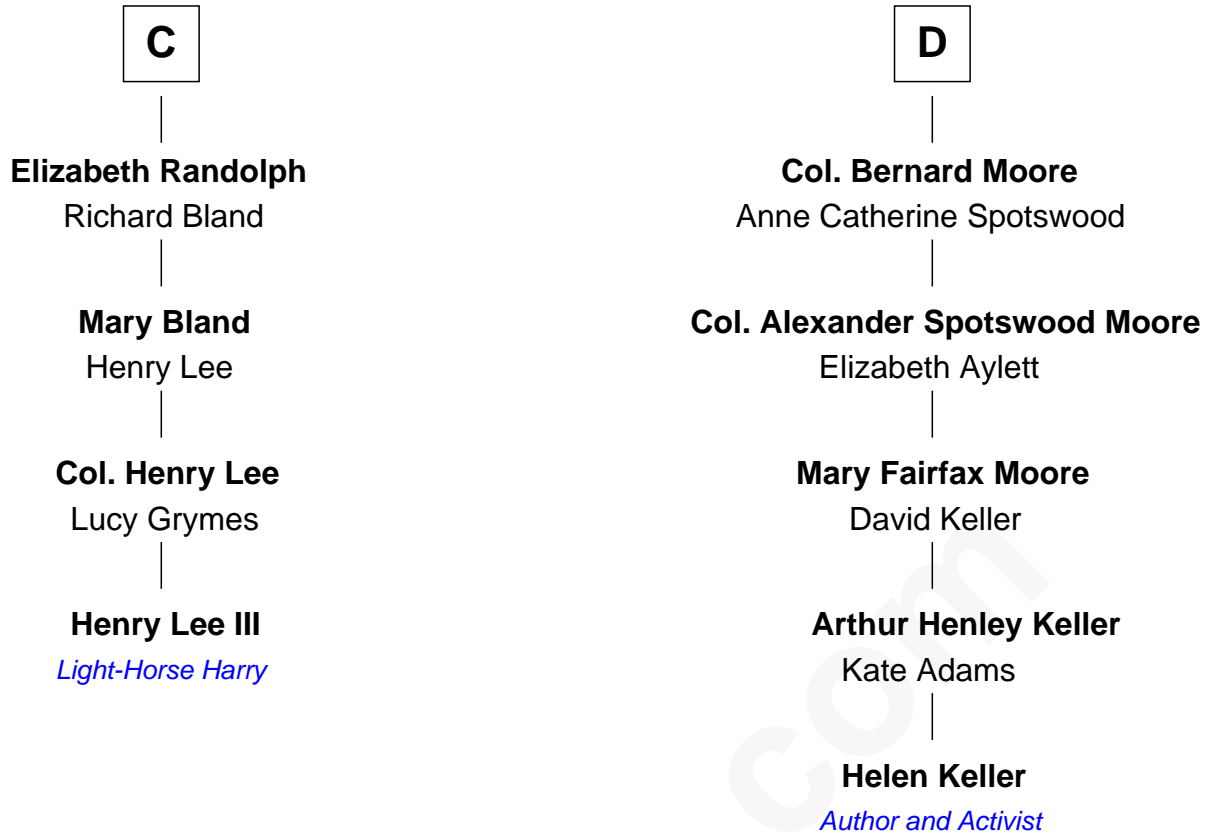 C
Elizabeth Randolph
Richard Bland
Mary Bland
Henry Lee
Col. Henry Lee
Lucy Grymes
Henry Lee III
Light-Horse Harry
D
Col. Bernard Moore
Anne Catherine Spotswood
Col. Alexander Spotswood Moore
Elizabeth Aylett
Mary Fairfax Moore
David Keller
Arthur Henley Keller
Kate Adams
Helen Keller
Author and Activist
com